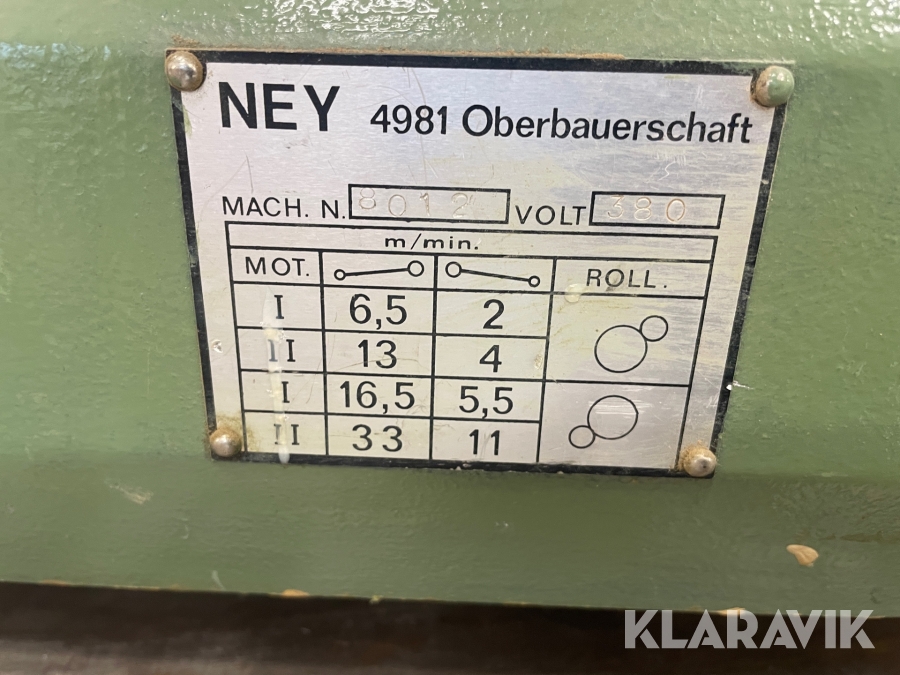 NEY 4981 Oberbauerschaft
MACH. N. 8012 VOLT 380
m/min.
MOT. ROLL.
I 6,5 2
II 13 4
I 16,5 5,5
II 33 11
KLARAVIK